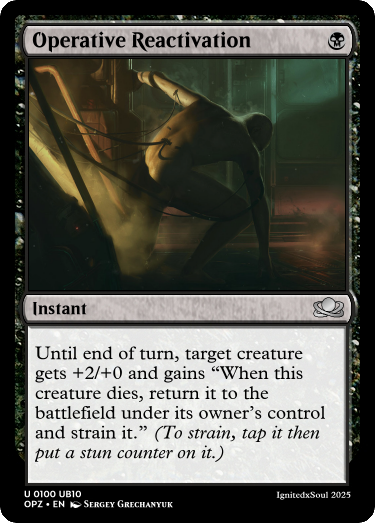 Operative Reactivation
Instant
Until end of turn, target creature
gets +2/+0 and gains “When this
creature dies, return it to the
battlefield under its owner’s control
and strain it.” (To strain, tap it then
put a stun counter on it.)
U 0100 UB10
OPZ • EN Sergey Grechanyuk
IgnitedxSoul 2025